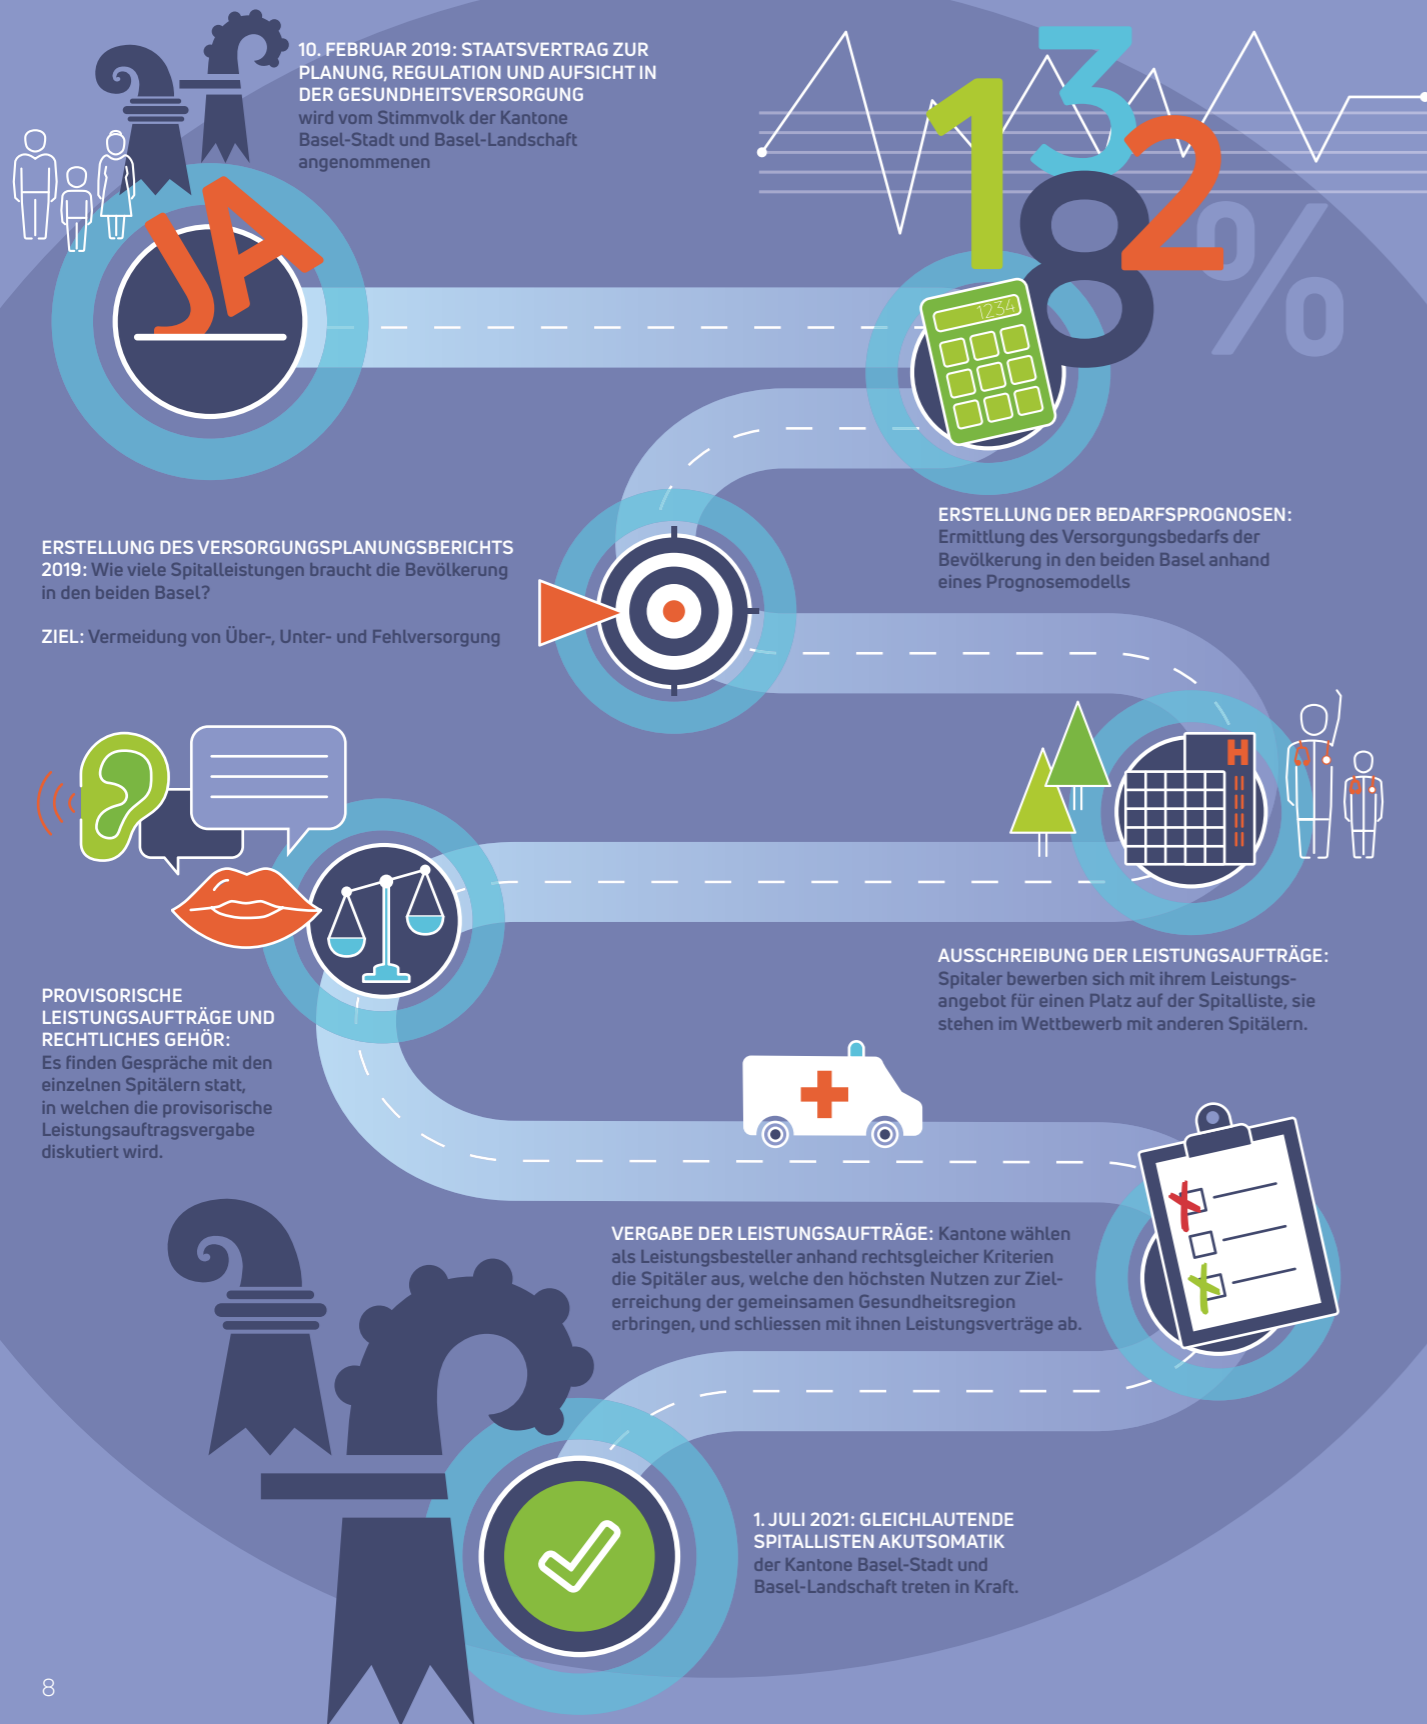 10. FEBRUAR 2019: STAATSVERTRAG ZUR
PLANUNG, REGULATION UND AUFSICHT IN
DER GESUNDHEITSVERSORGUNG
wird vom Stimmvolk der Kantone
Basel-Stadt und Basel-Landschaft
angenommenen
JA
1 3 8 2 %
1234
ERSTELLUNG DER BEDARFSPROGNOSEN:
Ermittlung des Versorgungsbedarfs der
Bevölkerung in den beiden Basel anhand
eines Prognosemodells
ERSTELLUNG DES VERSORGUNGSPLANUNGSBERICHTS
2019: Wie viele Spitalleistungen braucht die Bevölkerung
in den beiden Basel?
ZIEL: Vermeidung von Über-, Unter- und Fehlversorgung
H
AUSSCHREIBUNG DER LEISTUNGSAUFTRÄGE:
Spitaler bewerben sich mit ihrem Leistungs-
angebot für einen Platz auf der Spitalliste, sie
stehen im Wettbewerb mit anderen Spitälern.
PROVISORISCHE
LEISTUNGSAUFTRÄGE UND
RECHTLICHES GEHÖR:
Es finden Gespräche mit den
einzelnen Spitälern statt,
in welchen die provisorische
Leistungsauftragsvergabe
diskutiert wird.
VERGABE DER LEISTUNGSAUFTRÄGE: Kantone wählen
als Leistungsbesteller anhand rechtsgleicher Kriterien
die Spitäler aus, welche den höchsten Nutzen zur Ziel-
erreichung der gemeinsamen Gesundheitsregion
erbringen, und schliessen mit ihnen Leistungsverträge ab.
1. JULI 2021: GLEICHLAUTENDE
SPITALLISTEN AKUTSOMATIK
der Kantone Basel-Stadt und
Basel-Landschaft treten in Kraft.
8